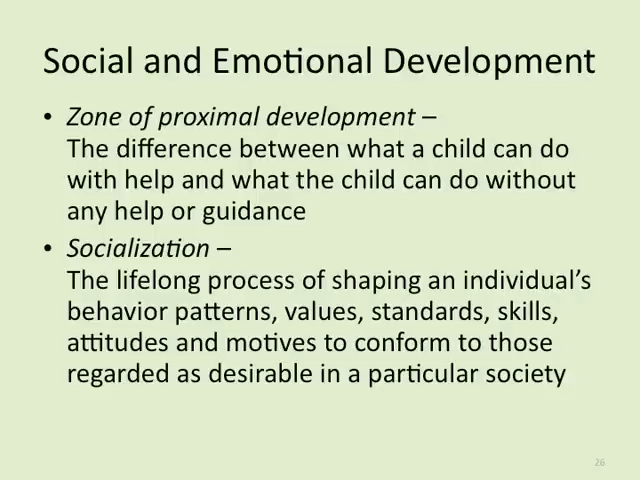 Social and Emotional Development
• Zone of proximal development –
The difference between what a child can do
with help and what the child can do without
any help or guidance
• Socialization –
The lifelong process of shaping an individual’s
behavior patterns, values, standards, skills,
attitudes and motives to conform to those
regarded as desirable in a particular society
26